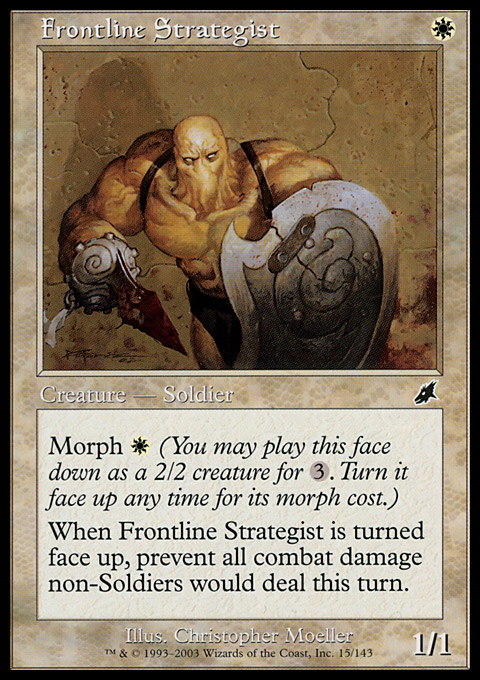 Frontline Strategist
Creature — Soldier
Morph (You may play this face
down as a 2/2 creature for 3. Turn it
face up any time for its morph cost.)
When Frontline Strategist is turned
face up, prevent all combat damage
non-Soldiers would deal this turn.
Illus. Christopher Moeller
1/1
™ & © 1993–2003 Wizards of the Coast, Inc. 15/143